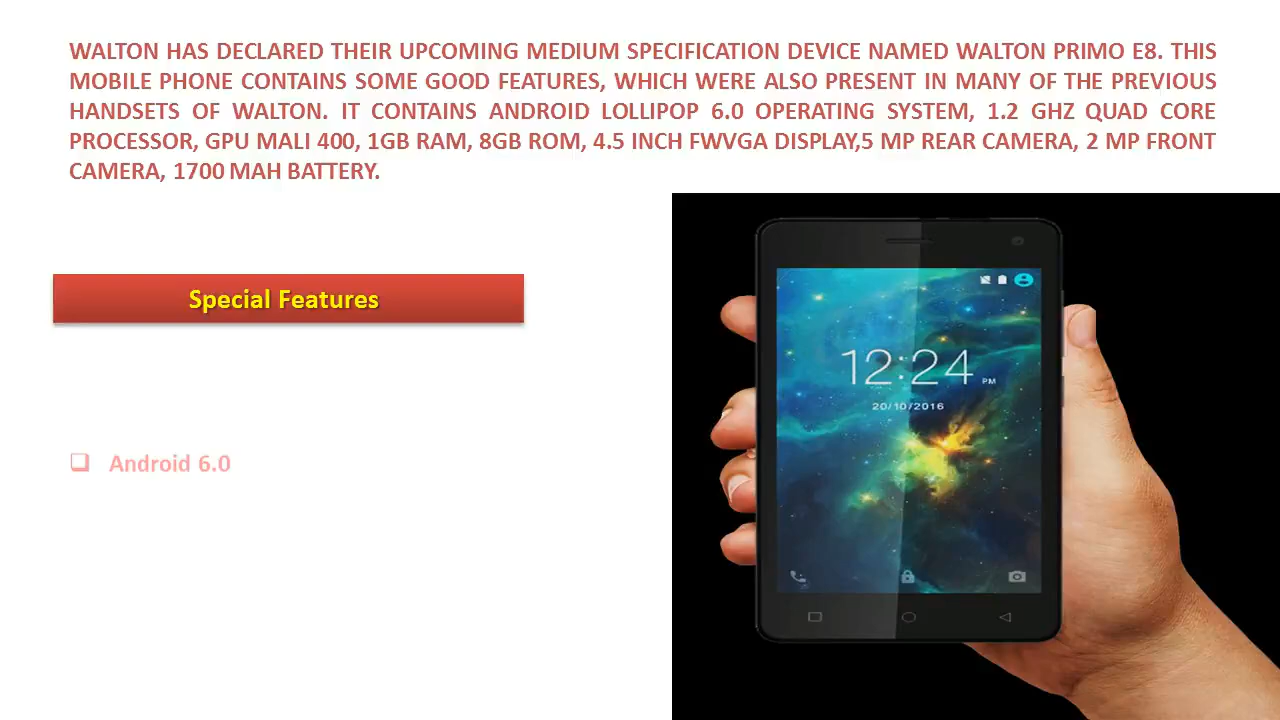 WALTON HAS DECLARED THEIR UPCOMING MEDIUM SPECIFICATION DEVICE NAMED WALTON PRIMO E8. THIS
MOBILE PHONE CONTAINS SOME GOOD FEATURES, WHICH WERE ALSO PRESENT IN MANY OF THE PREVIOUS
HANDSETS OF WALTON. IT CONTAINS ANDROID LOLLIPOP 6.0 OPERATING SYSTEM, 1.2 GHZ QUAD CORE
PROCESSOR, GPU MALI 400, 1GB RAM, 8GB ROM, 4.5 INCH FWVGA DISPLAY,5 MP REAR CAMERA, 2 MP FRONT
CAMERA, 1700 MAH BATTERY.
Special Features
Android 6.0
12:24 PM
20/10/2016